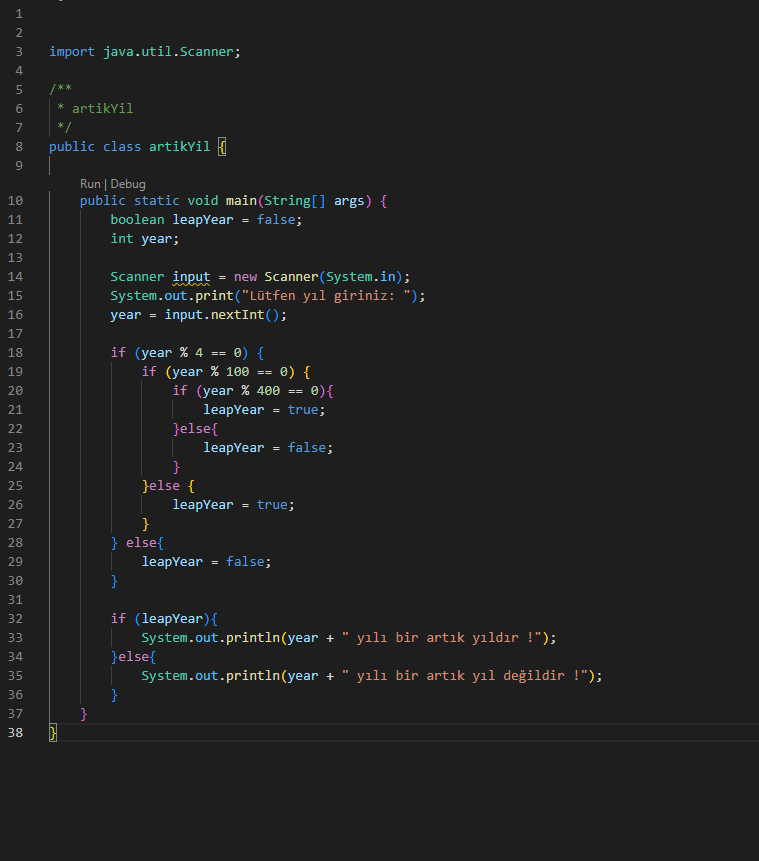 1
2
3 import java.util.Scanner;
4
5 /**
6 * artikYil
7 */
8 public class artikYil {
9
Run | Debug
10 public static void main(String[] args) {
11 boolean leapYear = false;
12 int year;
13
14 Scanner input = new Scanner(System.in);
15 System.out.print("Lütfen yıl giriniz: ");
16 year = input.nextInt();
17
18 if (year % 4 == 0) {
19 if (year % 100 == 0) {
20 if (year % 400 == 0){
21 leapYear = true;
22 }else{
23 leapYear = false;
24 }
25 }else {
26 leapYear = true;
27 }
28 } else{
29 leapYear = false;
30 }
31
32 if (leapYear){
33 System.out.println(year + " yılı bir artık yıldır !");
34 }else{
35 System.out.println(year + " yılı bir artık yıl değildir !");
36 }
37 }
38 }